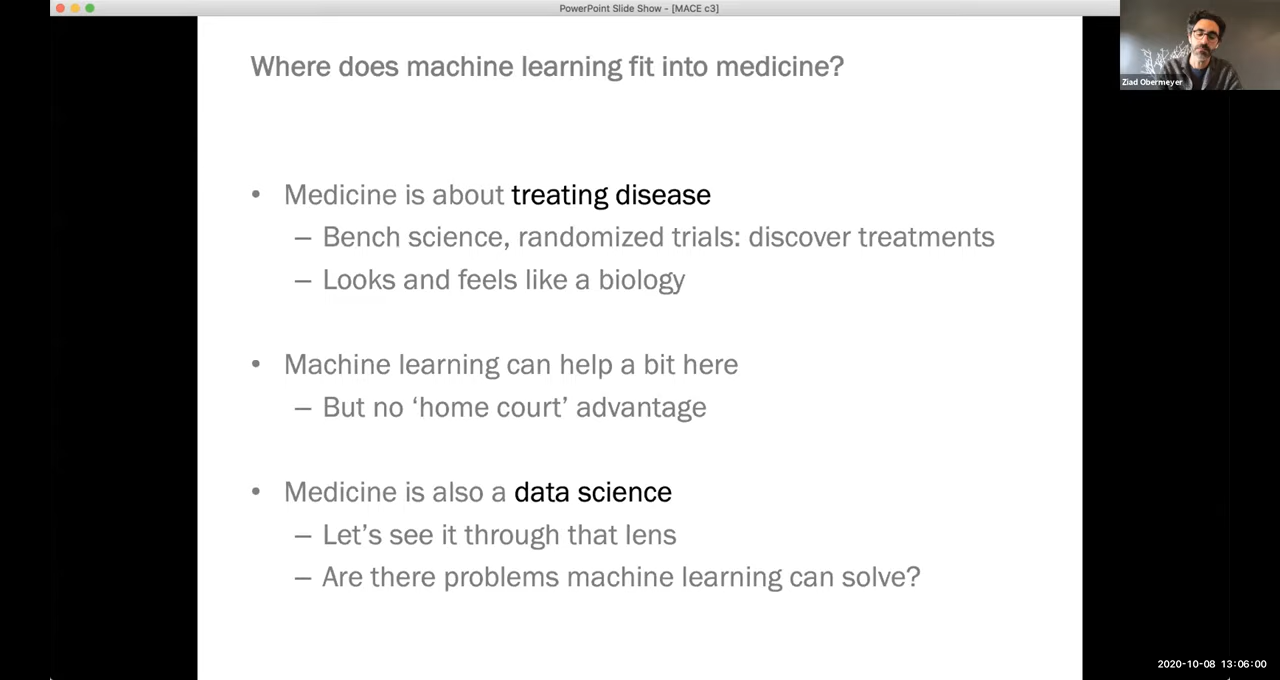 PowerPoint Slide Show - [MACE c3]
Ziad Obermeyer
Where does machine learning fit into medicine?
• Medicine is about treating disease
– Bench science, randomized trials: discover treatments
– Looks and feels like a biology
• Machine learning can help a bit here
– But no ‘home court’ advantage
• Medicine is also a data science
– Let’s see it through that lens
– Are there problems machine learning can solve?
2020-10-08 13:06:00